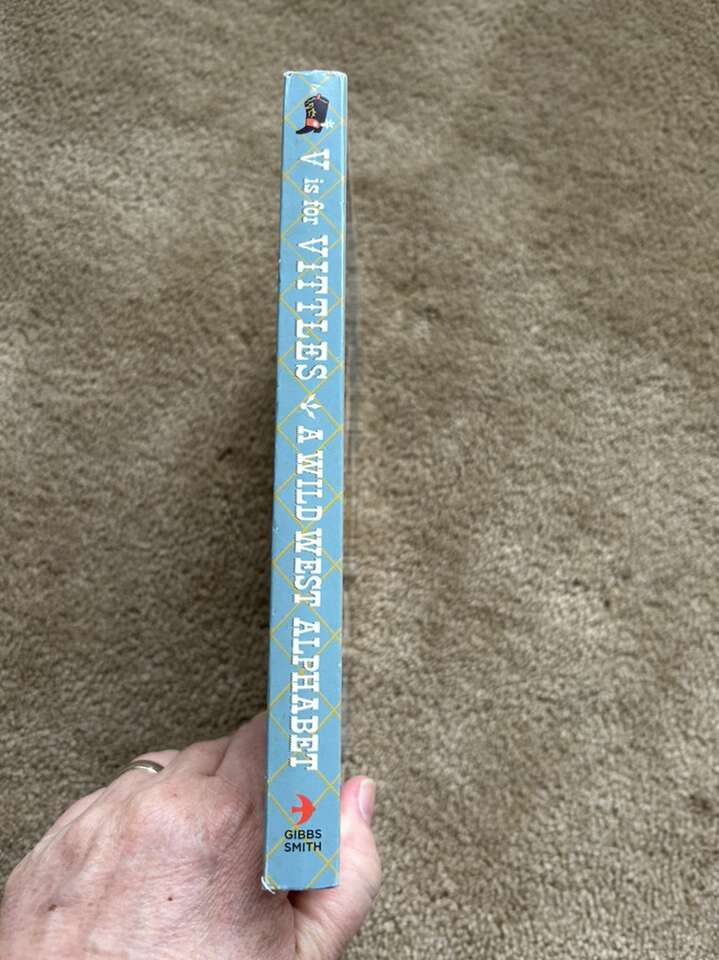 V is for VITTLES A WILD WEST ALPHABET
GIBBS
SMITH